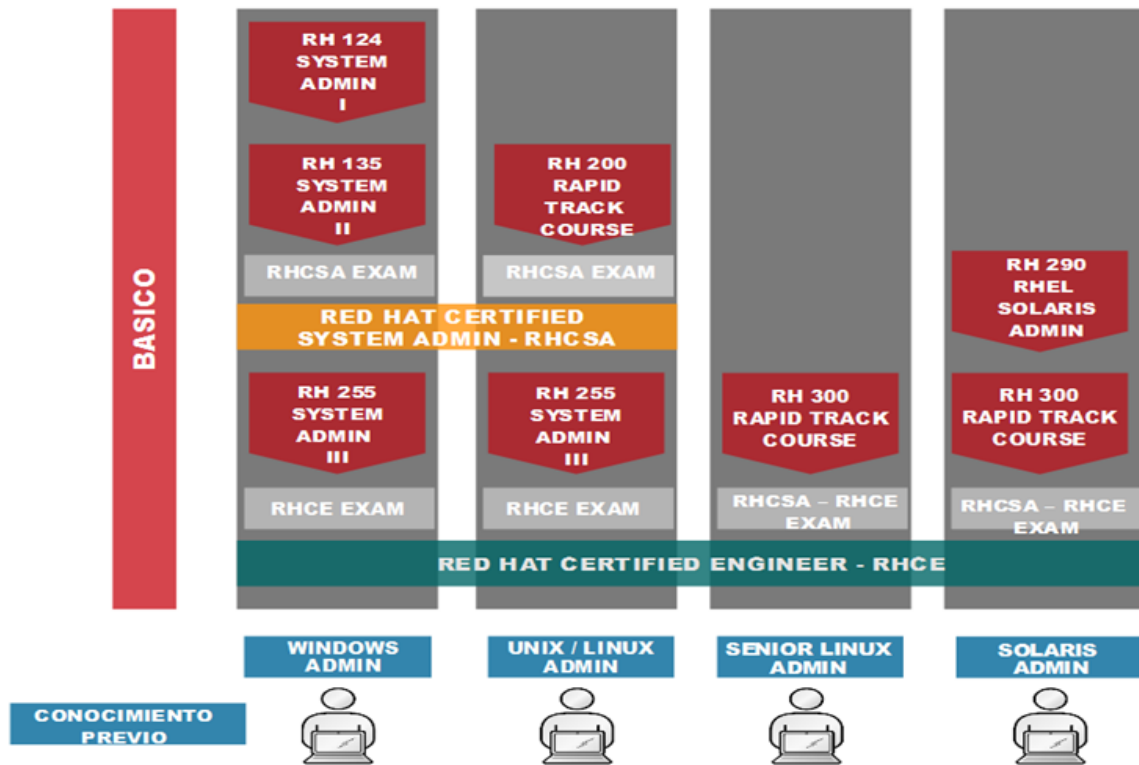 BASICO
RH 124
SYSTEM
ADMIN
I
RH 135
SYSTEM
ADMIN
II
RHCSA EXAM
RH 200
RAPID
TRACK
COURSE
RHCSA EXAM
RED HAT CERTIFIED
SYSTEM ADMIN - RHCSA
RH 290
RHEL
SOLARIS
ADMIN
RH 255
SYSTEM
ADMIN
III
RHCE EXAM
RH 255
SYSTEM
ADMIN
III
RHCE EXAM
RH 300
RAPID TRACK
COURSE
RHCSA – RHCE
EXAM
RH 300
RAPID TRACK
COURSE
RHCSA – RHCE
EXAM
RED HAT CERTIFIED ENGINEER - RHCE
WINDOWS
ADMIN
UNIX / LINUX
ADMIN
SENIOR LINUX
ADMIN
SOLARIS
ADMIN
CONOCIMIENTO
PREVIO